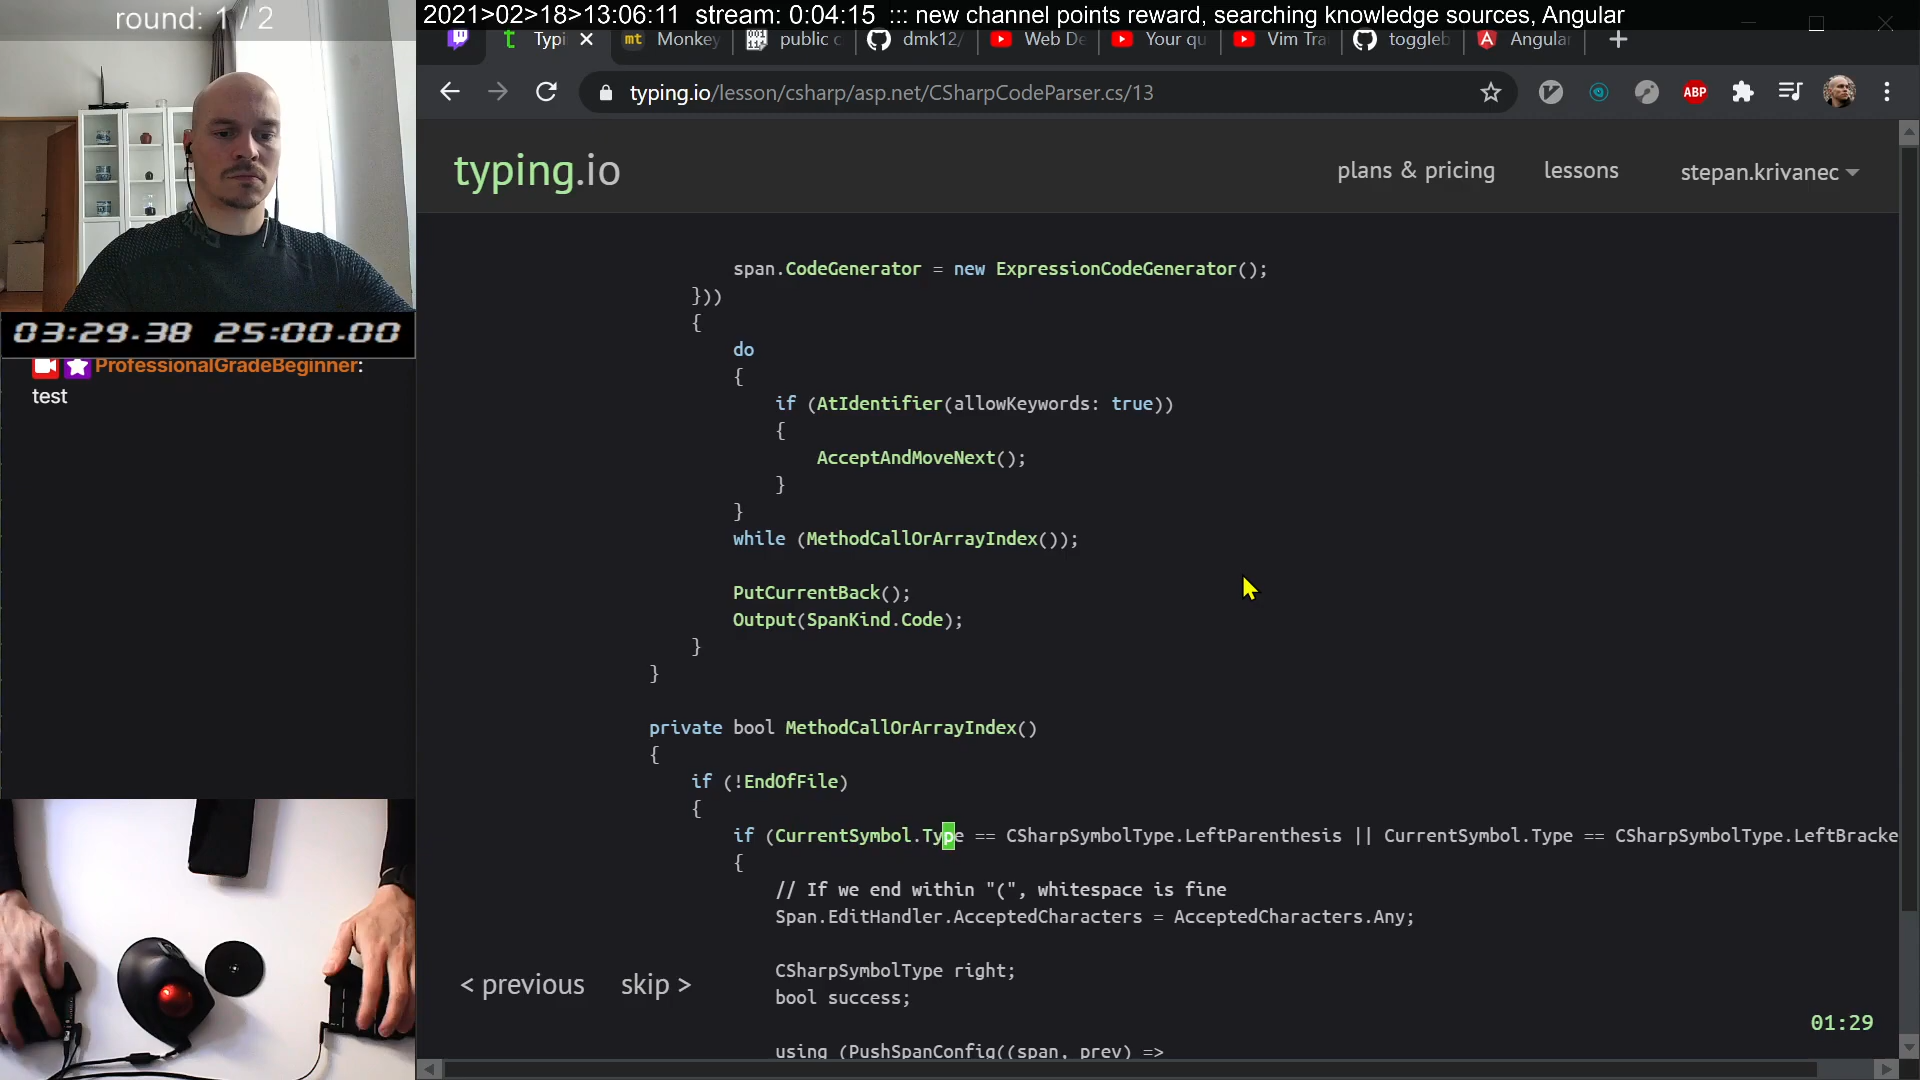 round: 1 / 2
2021>02>18>13:06:11 stream: 0:04:15 ::: new channel points reward, searching knowledge sources, Angular
Typi
mt Monkey
public c
dmk12/
Web De
Your qu
Vim Tra
toggleb
Angular
typing.io/lesson/csharp/asp.net/CSharpCodeParser.cs/13
ABP
typing.io
plans & pricing
lessons
stepan.krivanec
03:29.38 25:00.00
ProfessionalGradeBeginner:
test
span.CodeGenerator = new ExpressionCodeGenerator();
}))
{
do
{
if (AtIdentifier(allowKeywords: true))
{
AcceptAndMoveNext();
}
}
while (MethodCallOrArrayIndex());
PutCurrentBack();
Output(SpanKind.Code);
}
}
private bool MethodCallOrArrayIndex()
{
if (!EndOfFile)
{
if (CurrentSymbol.Type == CSharpSymbolType.LeftParenthesis || CurrentSymbol.Type == CSharpSymbolType.LeftBracke
{
// If we end within "(", whitespace is fine
Span.EditHandler.AcceptedCharacters = AcceptedCharacters.Any;
CSharpSymbolType right;
bool success;
using (PushSpanConfig((span, prev) =>
< previous
skip >
01:29